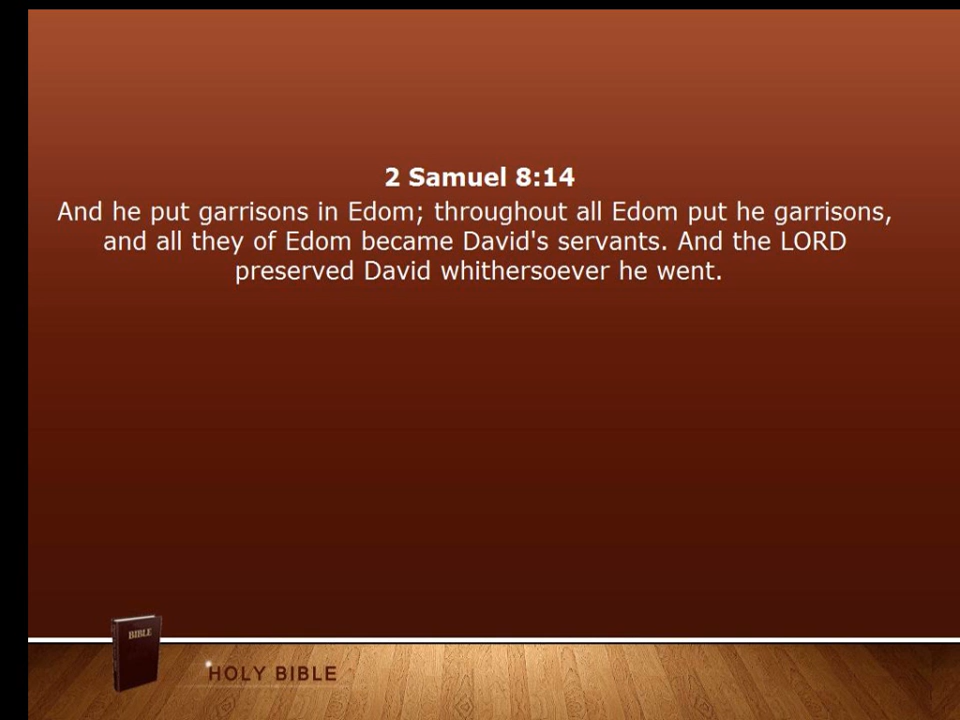 2 Samuel 8:14
And he put garrisons in Edom; throughout all Edom put he garrisons,
and all they of Edom became David's servants. And the LORD
preserved David whithersoever he went.
BIBLE
HOLY BIBLE